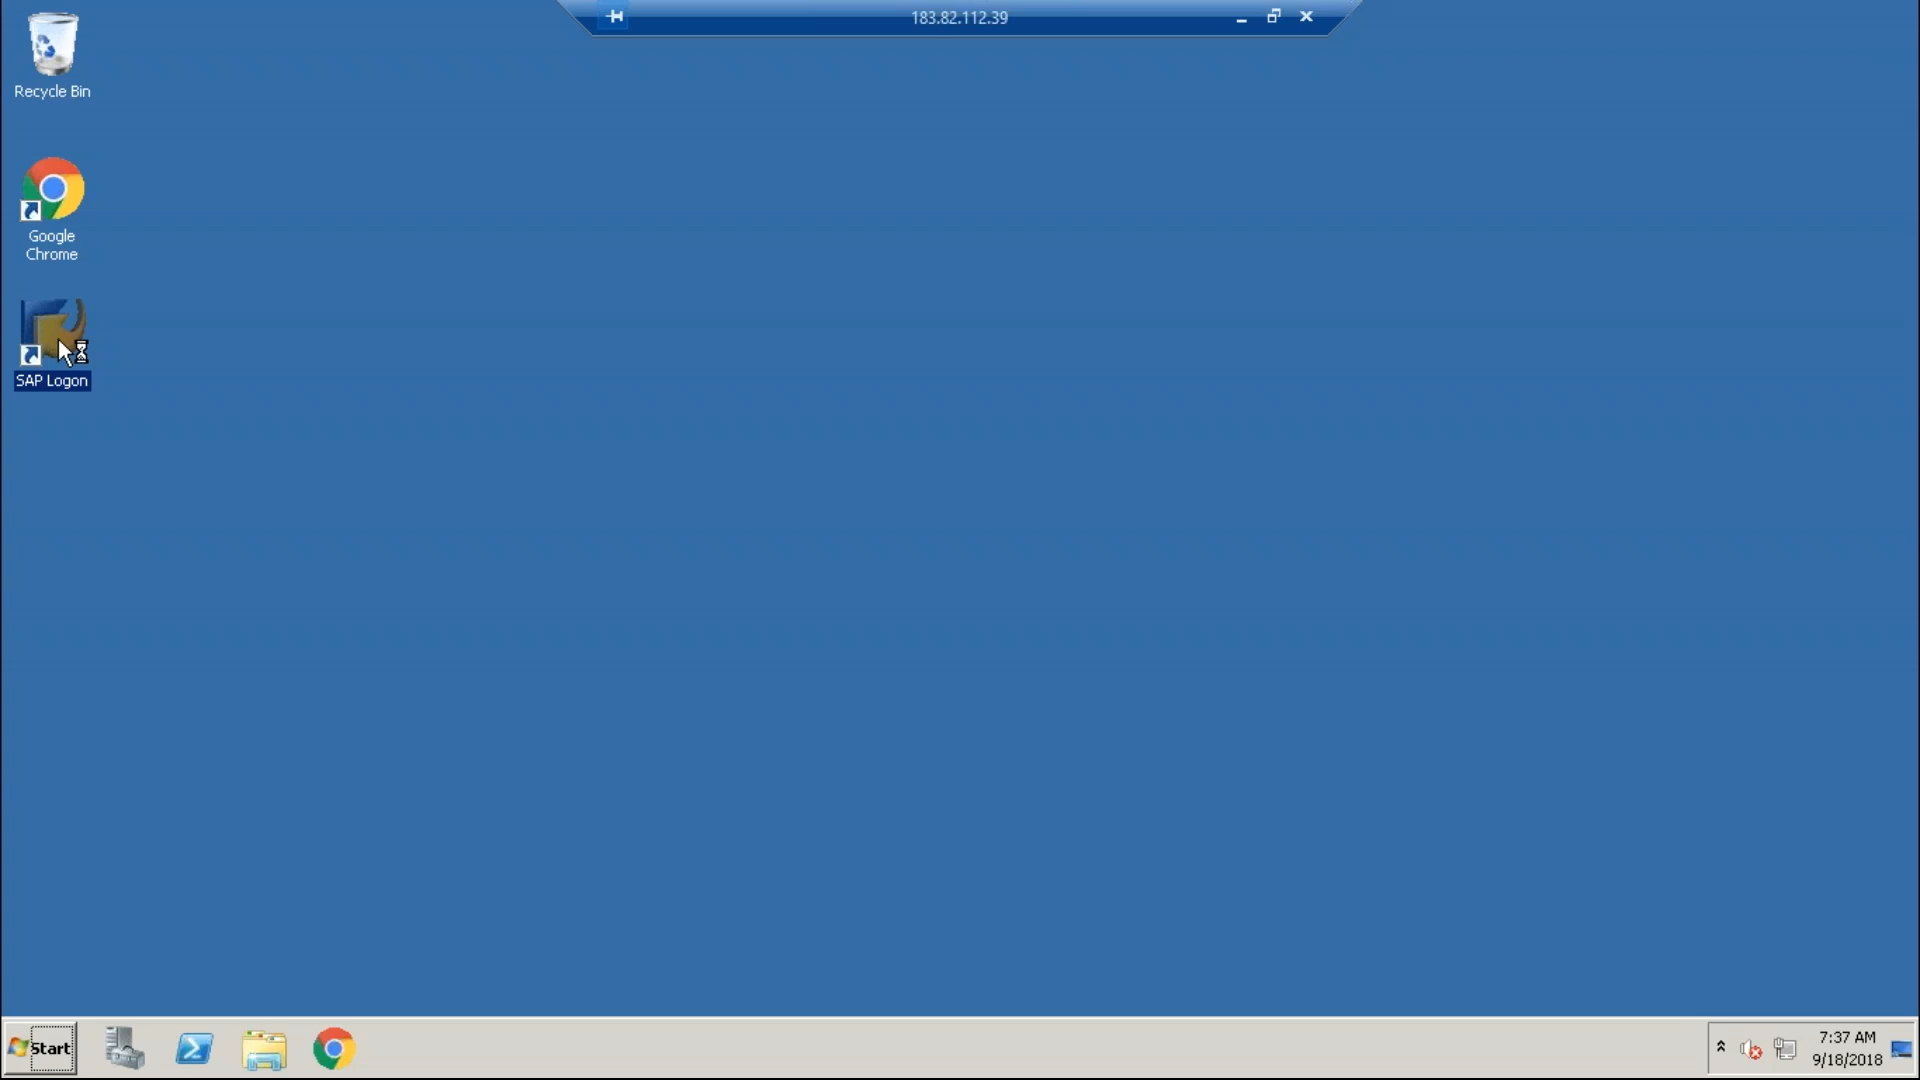 183.82.112.39
Recycle Bin
Google
Chrome
SAP Logon
Start
7:37 AM
9/18/2018